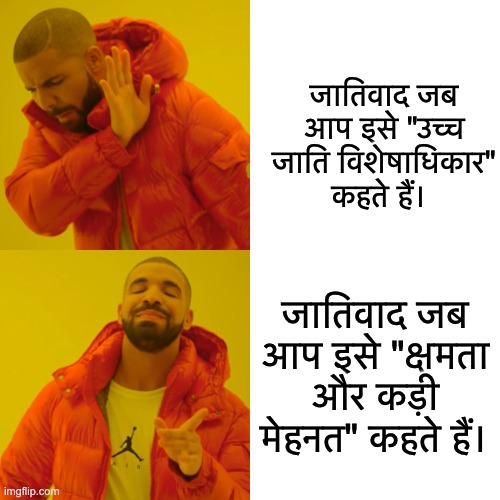 जातिवाद जब
आप इसे "उच्च
जाति विशेषाधिकार"
कहते हैं।
जातिवाद जब
आप इसे "क्षमता
और कड़ी
मेहनत" कहते हैं।
imgflip.com